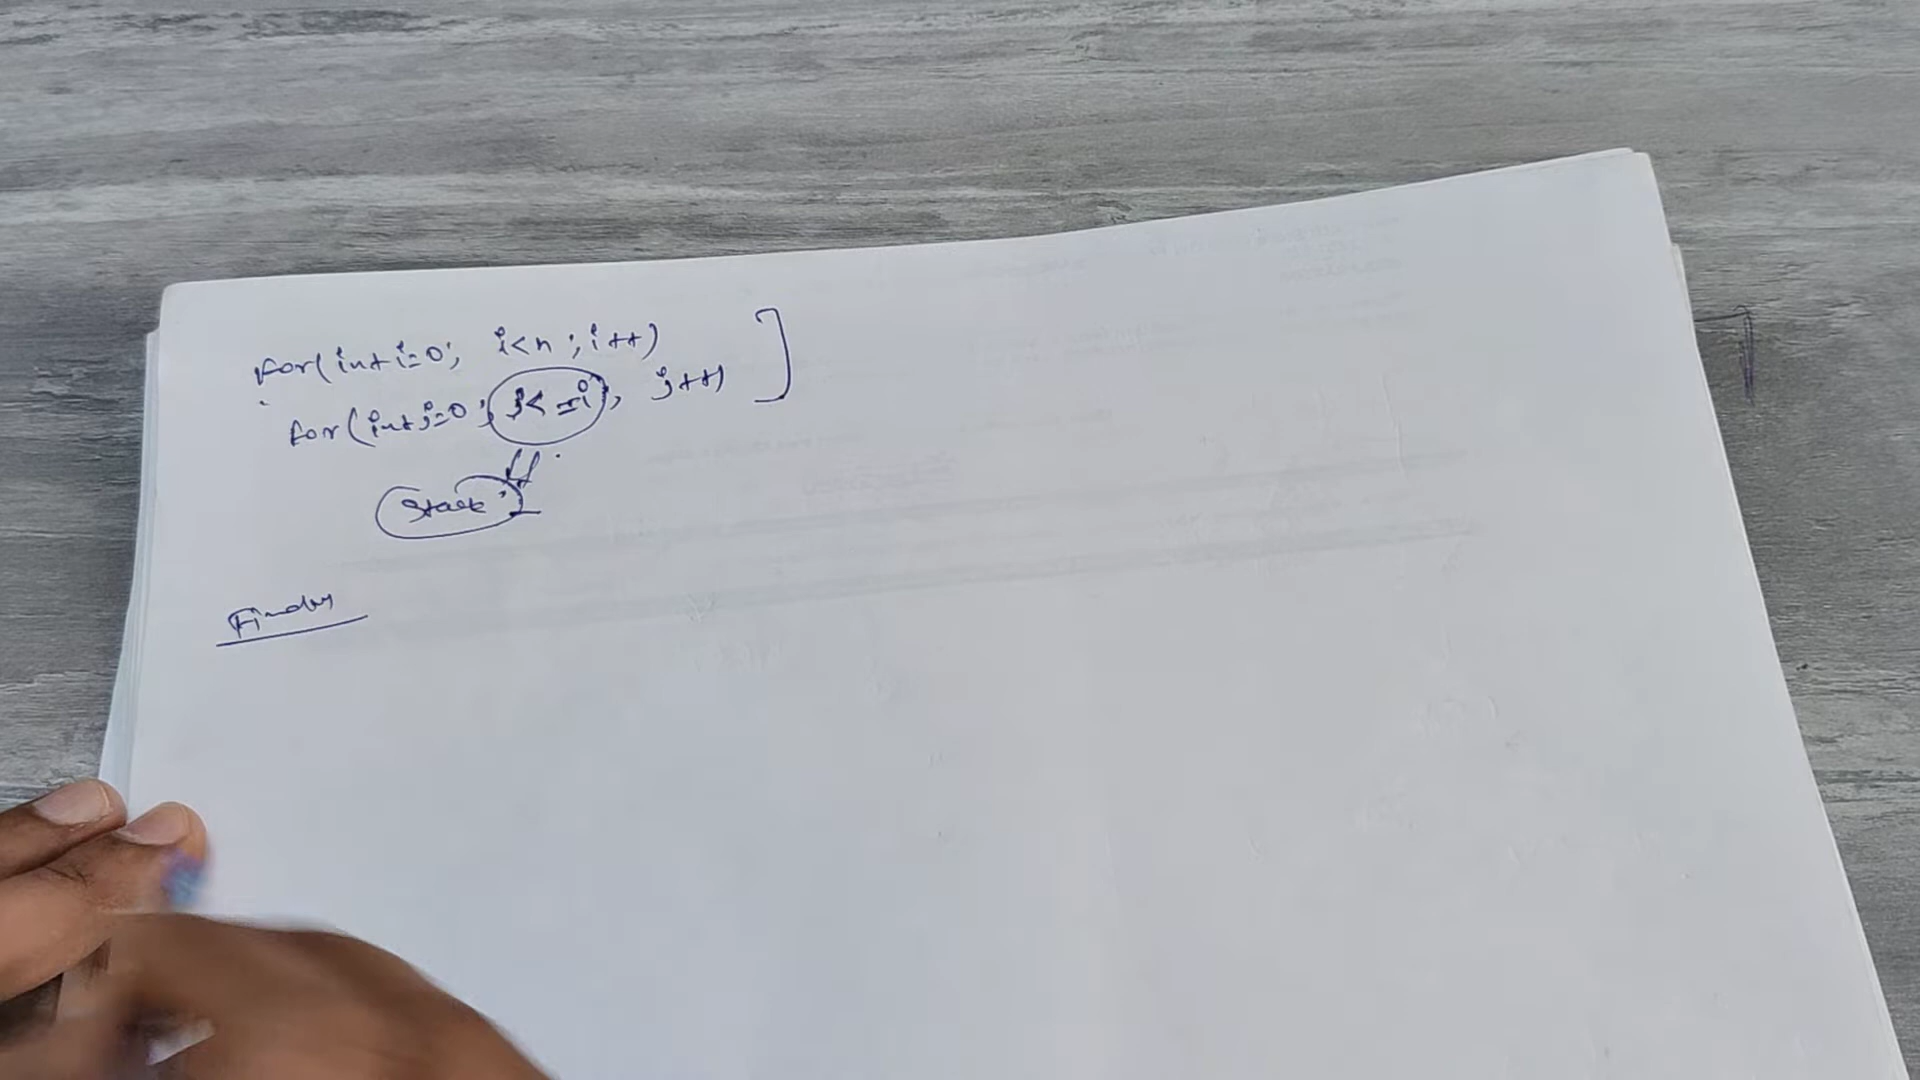 for(int i=0; i<n; i++)
for(int j=0; j<=i; j++)
Stack